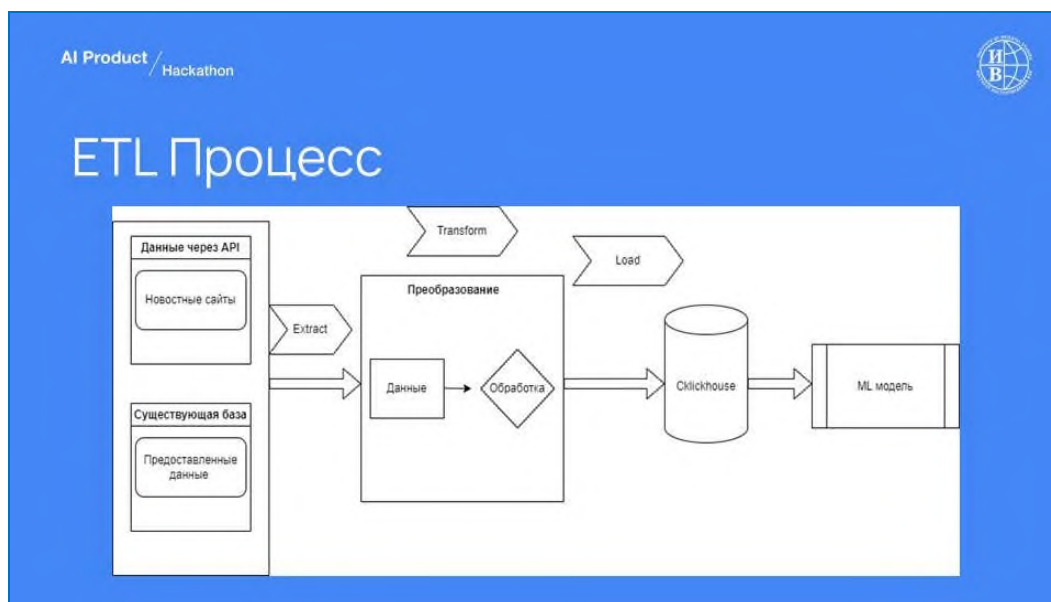 AI Product / Hackathon
ETL Процесс
Данные через API
Новостные сайты
Существующая база
Предоставленные
данные
Extract
Transform
Преобразование
Данные
Обработка
Load
Cklickhouse
ML модель
И
В